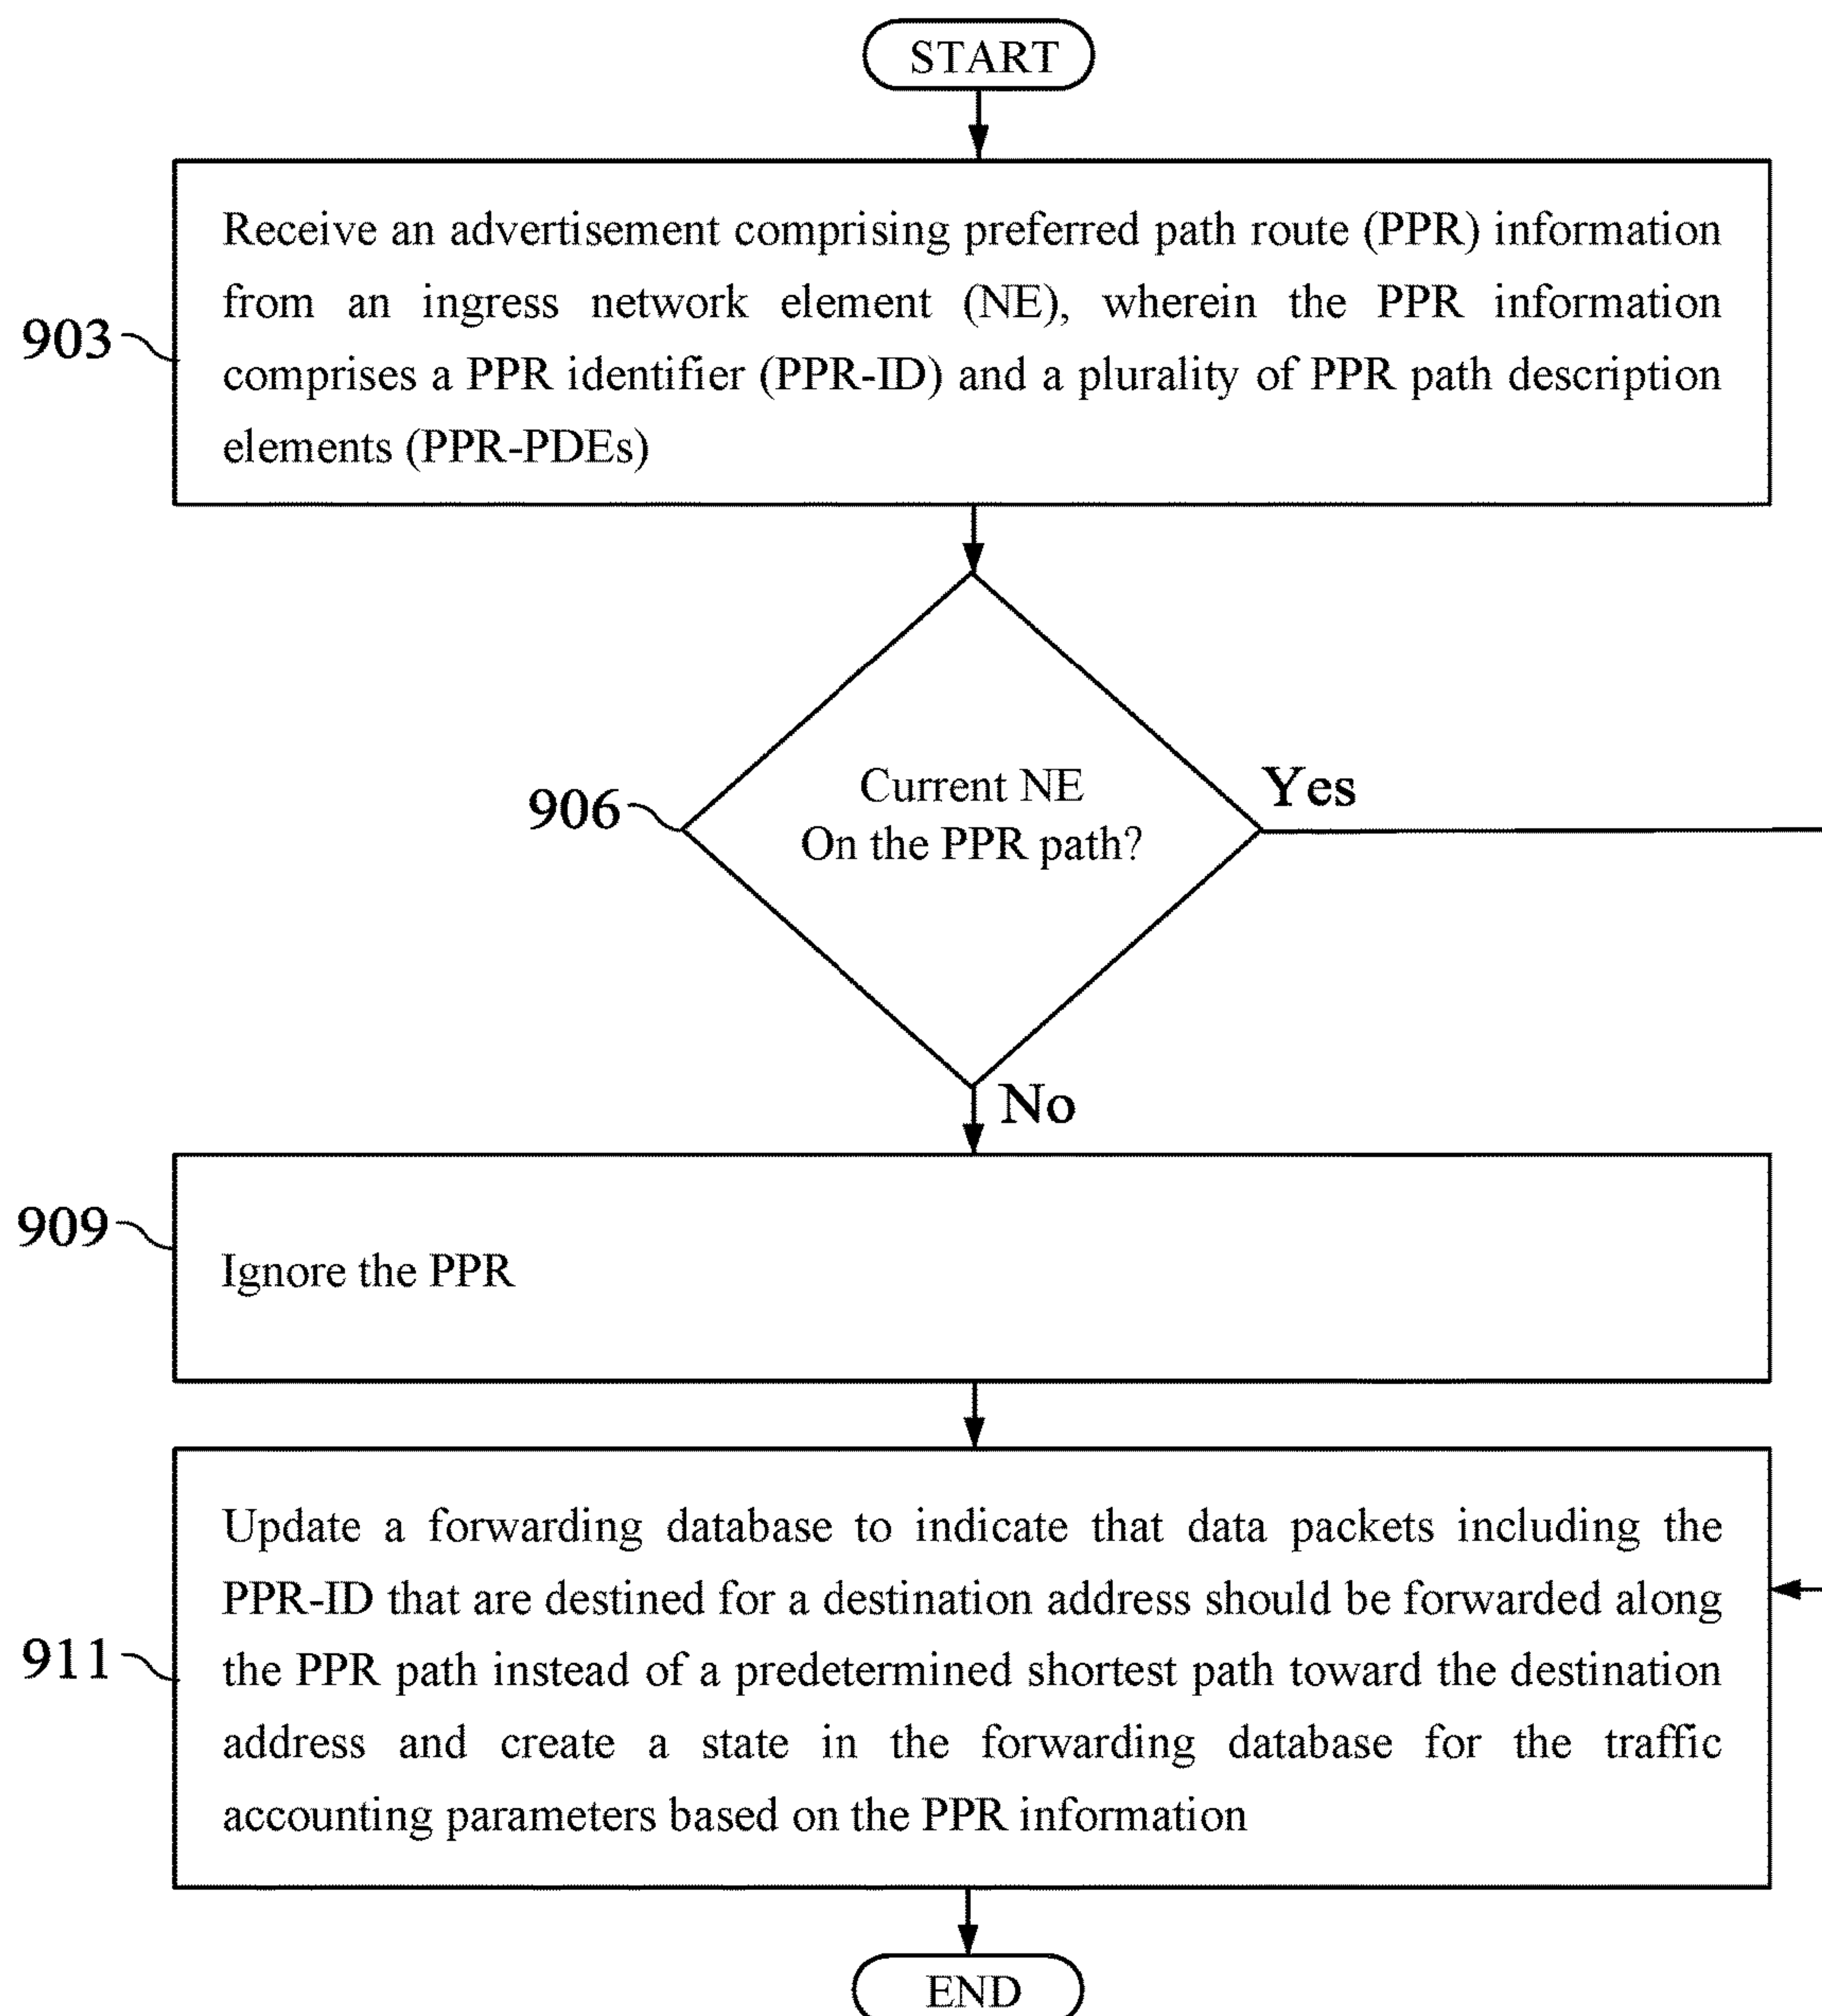 START
903
Receive an advertisement comprising preferred path route (PPR) information
from an ingress network element (NE), wherein the PPR information
comprises a PPR identifier (PPR-ID) and a plurality of PPR path description
elements (PPR-PDEs)
906
Current NE
On the PPR path?
Yes
No
909
Ignore the PPR
911
Update a forwarding database to indicate that data packets including the
PPR-ID that are destined for a destination address should be forwarded along
the PPR path instead of a predetermined shortest path toward the destination
address and create a state in the forwarding database for the traffic
accounting parameters based on the PPR information
END